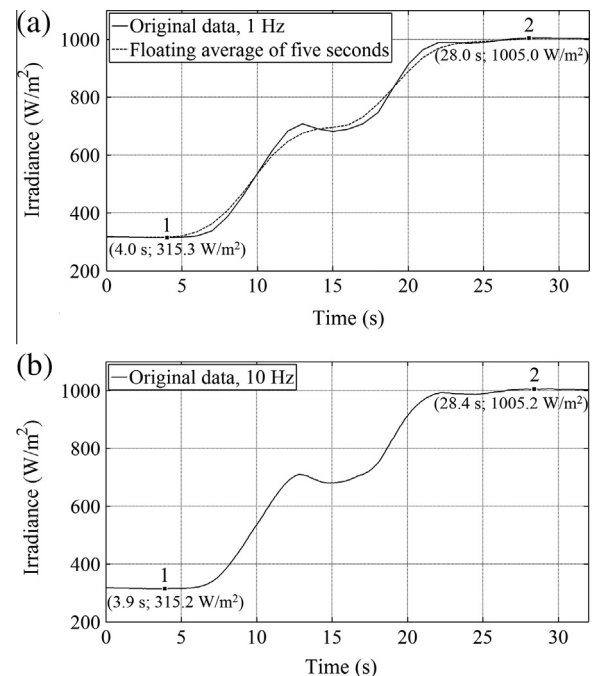 (a)
Original data, 1 Hz
Floating average of five seconds
Irradiance (W/m²)
1000
800
600
400
200
2
(28.0 s; 1005.0 W/m²)
1
(4.0 s; 315.3 W/m²)
0 5 10 15 20 25 30
Time (s)
(b)
Original data, 10 Hz
Irradiance (W/m²)
1000
800
600
400
200
2
(28.4 s; 1005.2 W/m²)
1
(3.9 s; 315.2 W/m²)
0 5 10 15 20 25 30
Time (s)